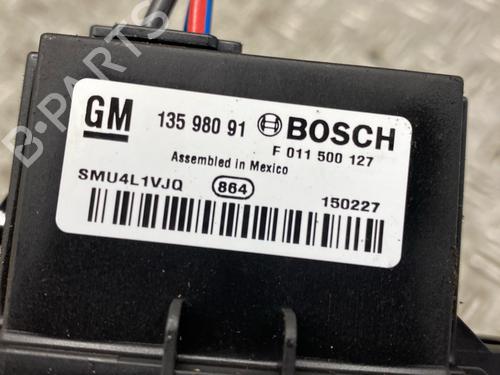 B-PARTS
GM 135 980 91 BOSCH
F 011 500 127
Assembled in Mexico
SMU4L1VJQ 864 150227